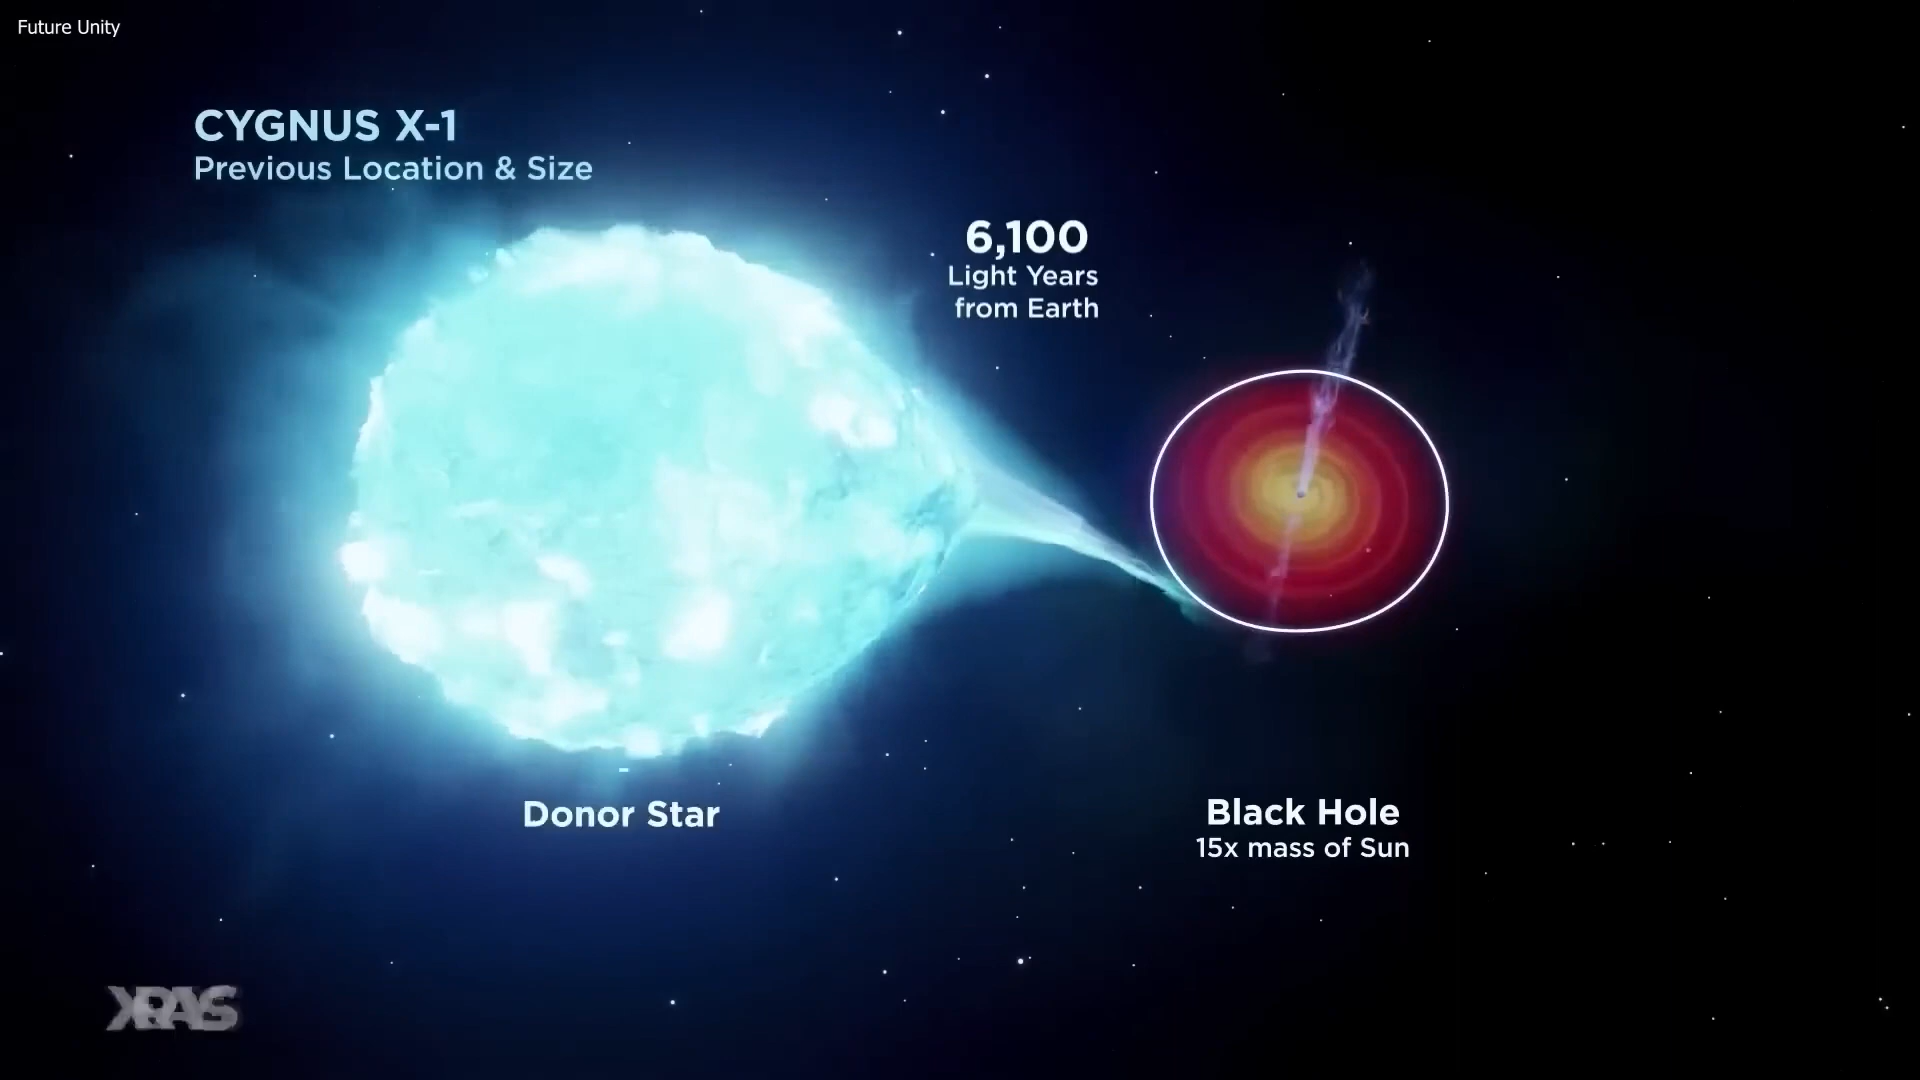 Future Unity
CYGNUS X-1
Previous Location & Size
6,100
Light Years
from Earth
Donor Star
Black Hole
15x mass of Sun